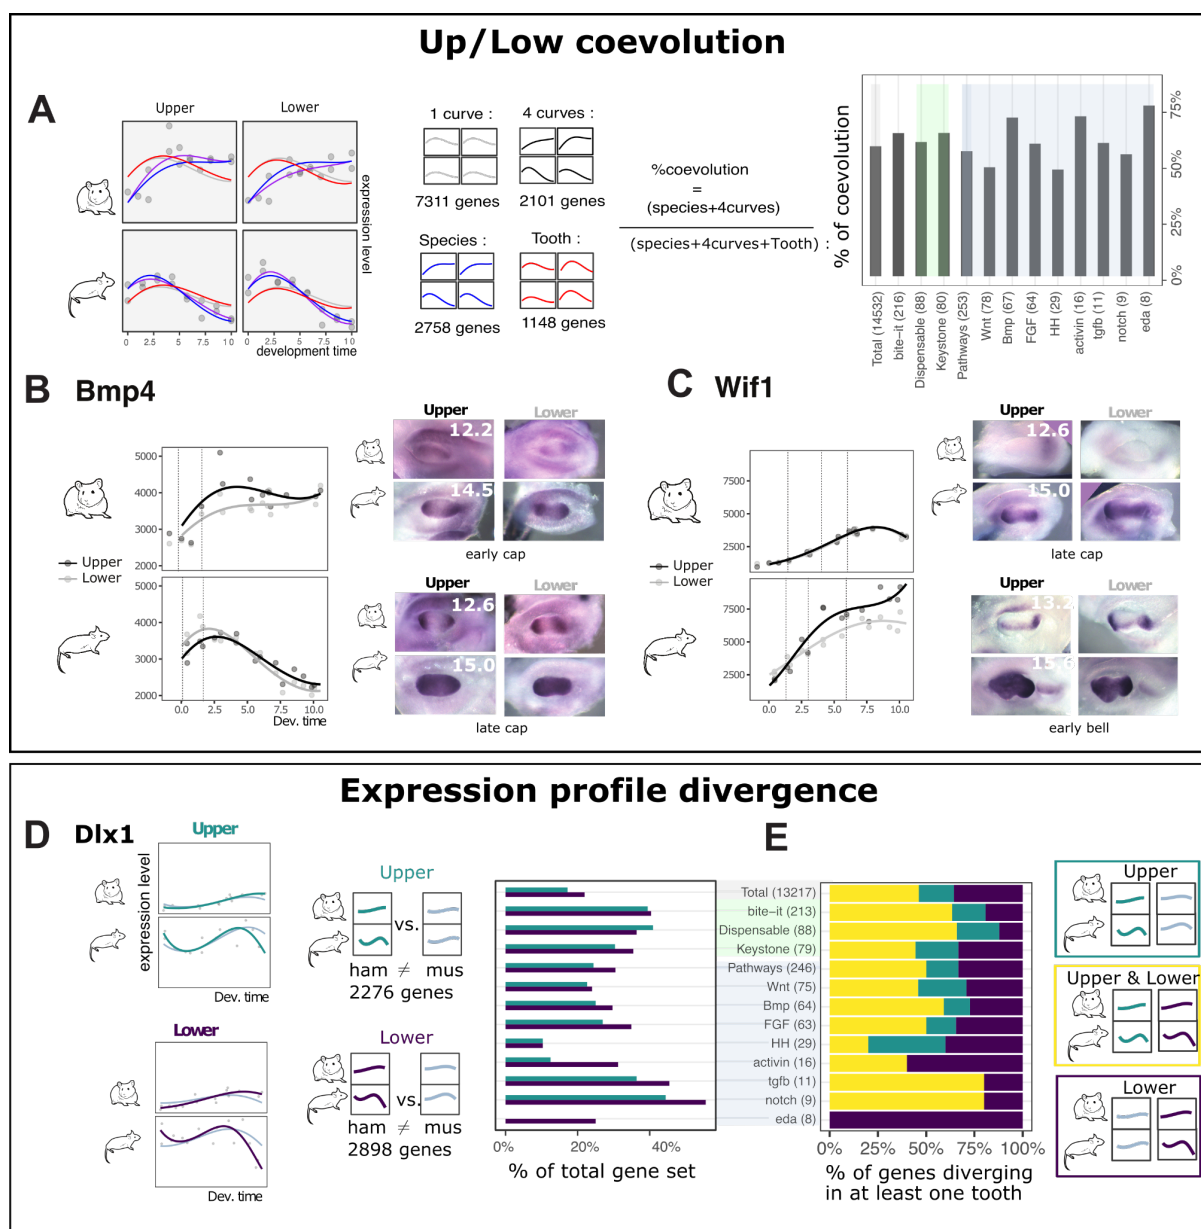 Up/Low coevolution
A
Upper
Lower
expression level
0
2.5
5
7.5
10
0
2.5
5
7.5
10
development time
1 curve :
4 curves :
7311 genes
2101 genes
Species :
Tooth :
2758 genes
1148 genes
%coevolution
=
(species+4curves)
(species+4curves+Tooth) :
% of coevolution
75%
50%
25%
0%
Total (14532)
bite−it (216)
Dispensable (88)
Keystone (80)
Pathways (253)
Wnt (78)
Bmp (67)
FGF (64)
HH (29)
activin (16)
tgfb (11)
notch (9)
eda (8)
B
Bmp4
5000
4000
3000
2000
Upper
Lower
5000
4000
3000
2000
0.0
2.5
5.0
7.5
10.0
Dev. time
Upper
Lower
12.2
14.5
early cap
Upper
Lower
12.6
15.0
late cap
C
Wif1
7500
5000
2500
Upper
Lower
7500
5000
2500
0.0
2.5
5.0
7.5
10.0
Upper
Lower
12.6
15.0
late cap
Upper
Lower
13.2
15.6
early bell
Expression profile divergence
D
Dlx1
Upper
expression level
Dev. time
Lower
Dev. time
Upper
vs.
ham ≠ mus
2276 genes
Lower
vs.
ham ≠ mus
2898 genes
0%
20%
40%
% of total gene set
E
Total (13217)
bite−it (213)
Dispensable (88)
Keystone (79)
Pathways (246)
Wnt (75)
Bmp (64)
FGF (63)
HH (29)
activin (16)
tgfb (11)
notch (9)
eda (8)
0%
25%
50%
75%
100%
% of genes diverging
in at least one tooth
Upper
Upper & Lower
Lower